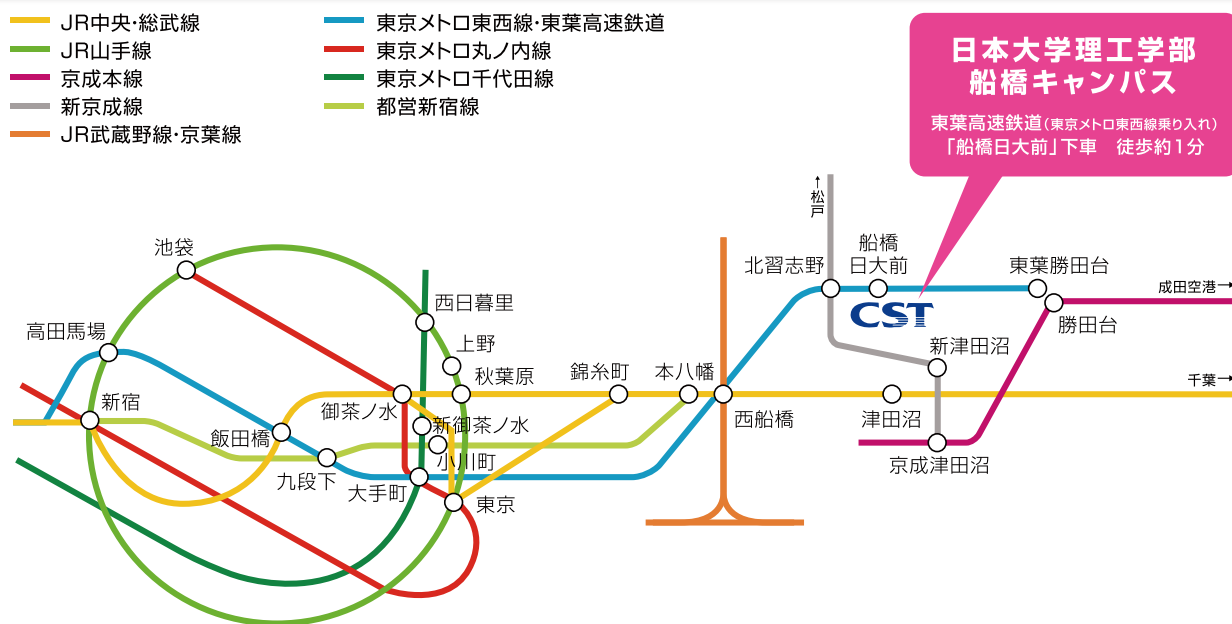 JR中央・総武線
JR山手線
京成本線
新京成線
JR武蔵野線・京葉線
東京メトロ東西線・東葉高速鉄道
東京メトロ丸ノ内線
東京メトロ千代田線
都営新宿線
日本大学理工学部
船橋キャンパス
東葉高速鉄道(東京メトロ東西線乗り入れ)
「船橋日大前」下車　徒歩約1分
←松戸
池袋
西日暮里
北習志野
船橋
日大前
東葉勝田台
成田空港→
高田馬場
上野
CST
勝田台
新津田沼
秋葉原
錦糸町
本八幡
千葉→
新宿
御茶ノ水
新御茶ノ水
西船橋
津田沼
飯田橋
小川町
九段下
大手町
東京
京成津田沼